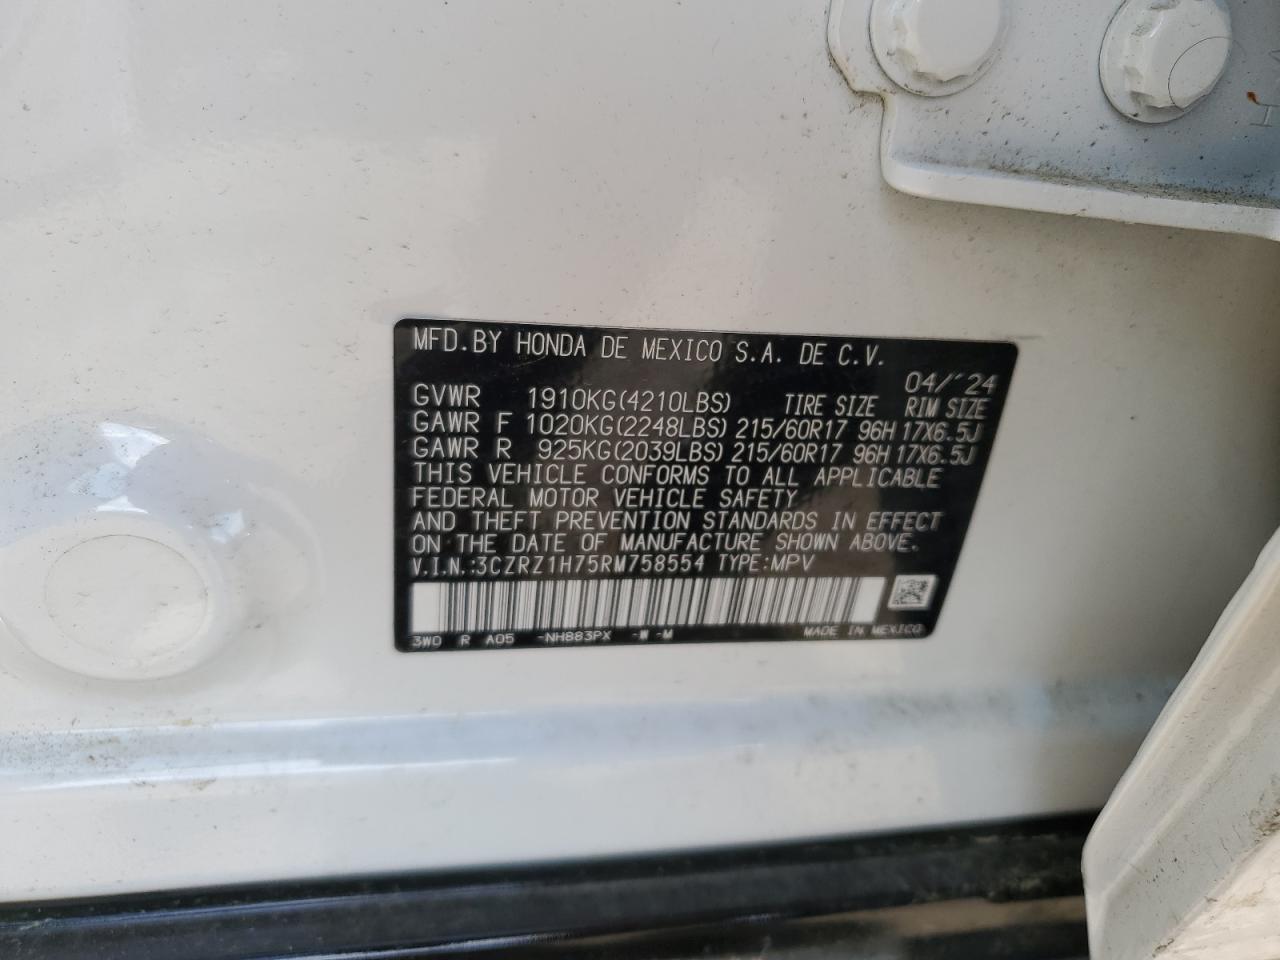 MFD.BY HONDA DE MEXICO S.A. DE C.V.
04/'24
GVWR 1910KG(4210LBS) TIRE SIZE RIM SIZE
GAWR F 1020KG(2248LBS) 215/60R17 96H 17X6.5J
GAWR R 925KG(2039LBS) 215/60R17 96H 17X6.5J
THIS VEHICLE CONFORMS TO ALL APPLICABLE
FEDERAL MOTOR VEHICLE SAFETY
AND THEFT PREVENTION STANDARDS IN EFFECT
ON THE DATE OF MANUFACTURE SHOWN ABOVE.
V.I.N.:3CZRZ1H75RM758554 TYPE:MPV
3W0 R A05 -NH883PX -W -M MADE IN MEXICO